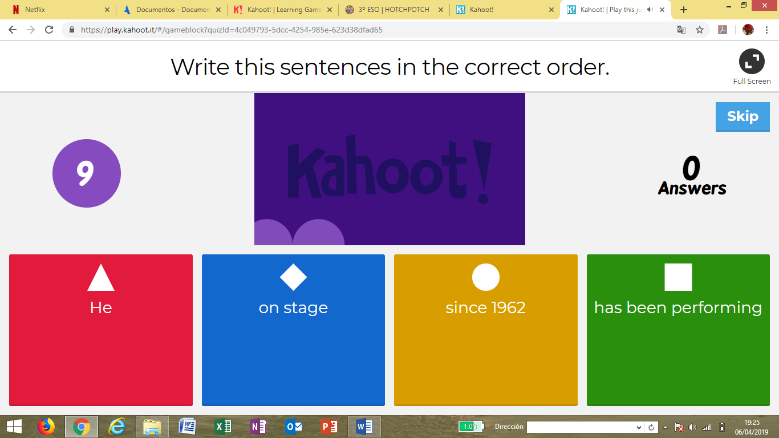 Netflix
Documentos - Documen
Kahoot! | Learning Game
3º ESO | HOTCHPOTCH
Kahoot!
Kahoot! | Play this ju
https://play.kahoot.it/#/gameblock?quizId=4c049793-5dcc-4254-985e-623d38dfad65
Write this sentences in the correct order.
Full Screen
Skip
9
Kahoot!
0
Answers
He
on stage
since 1962
has been performing
Dirección
19:25
06/04/2019